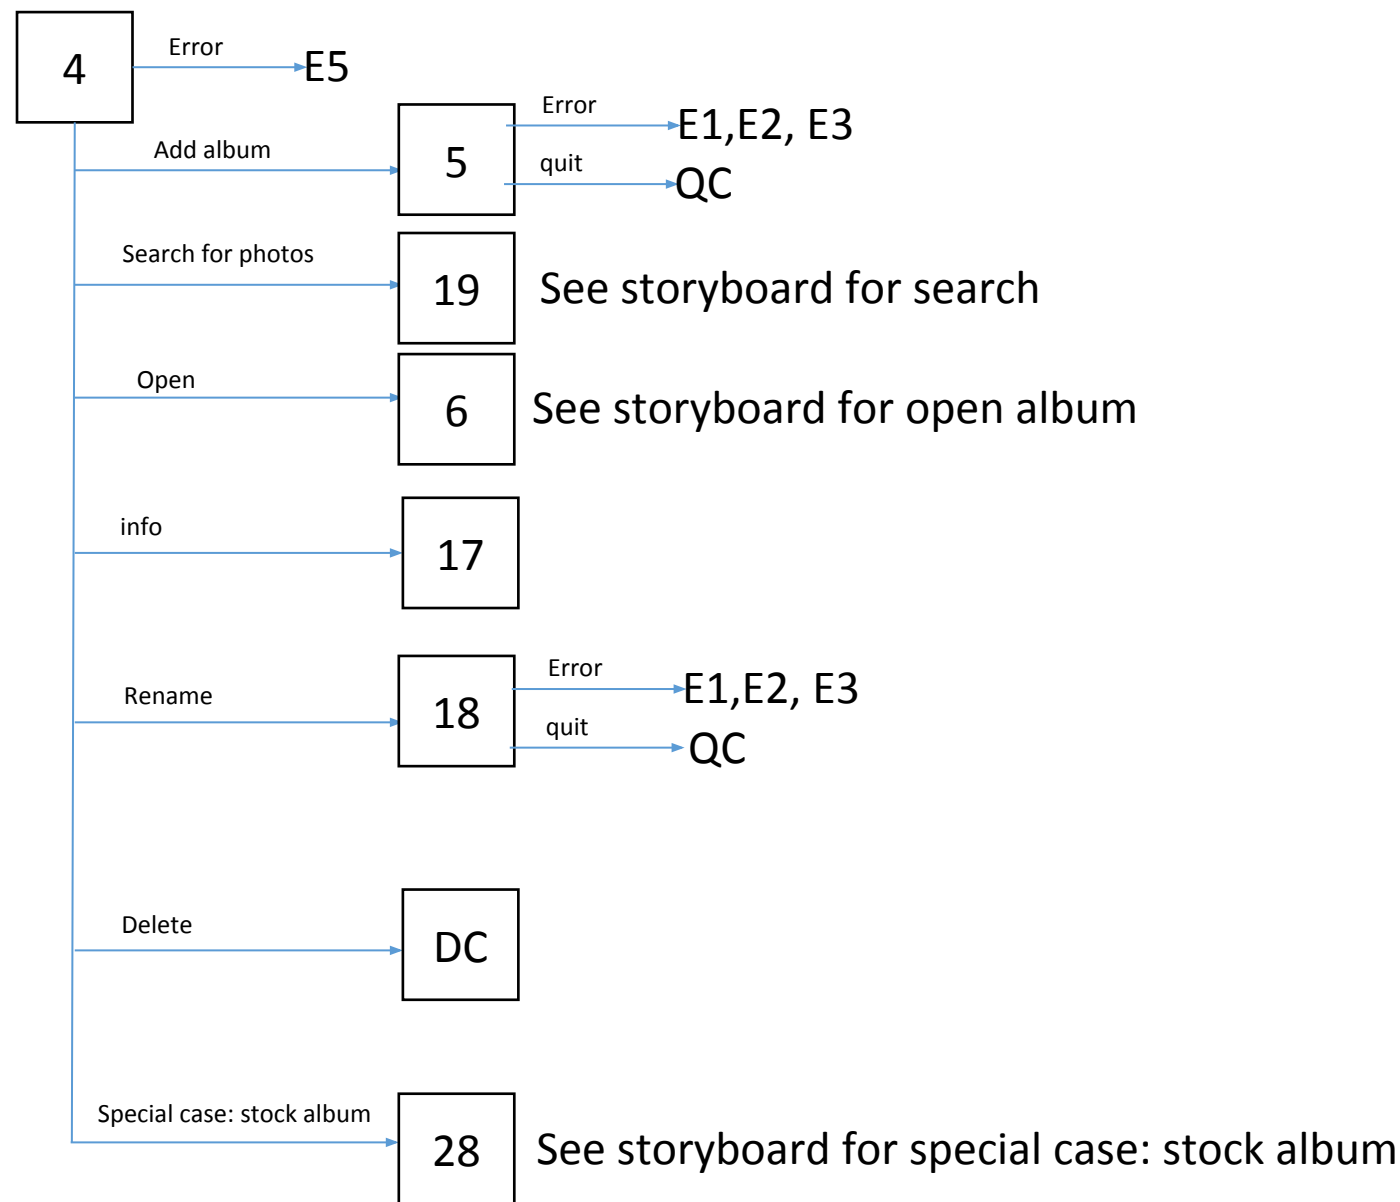 4
Error
E5
Add album
5
Error
E1,E2, E3
quit
QC
Search for photos
19
See storyboard for search
Open
6
See storyboard for open album
info
17
Rename
18
Error
E1,E2, E3
quit
QC
Delete
DC
Special case: stock album
28
See storyboard for special case: stock album